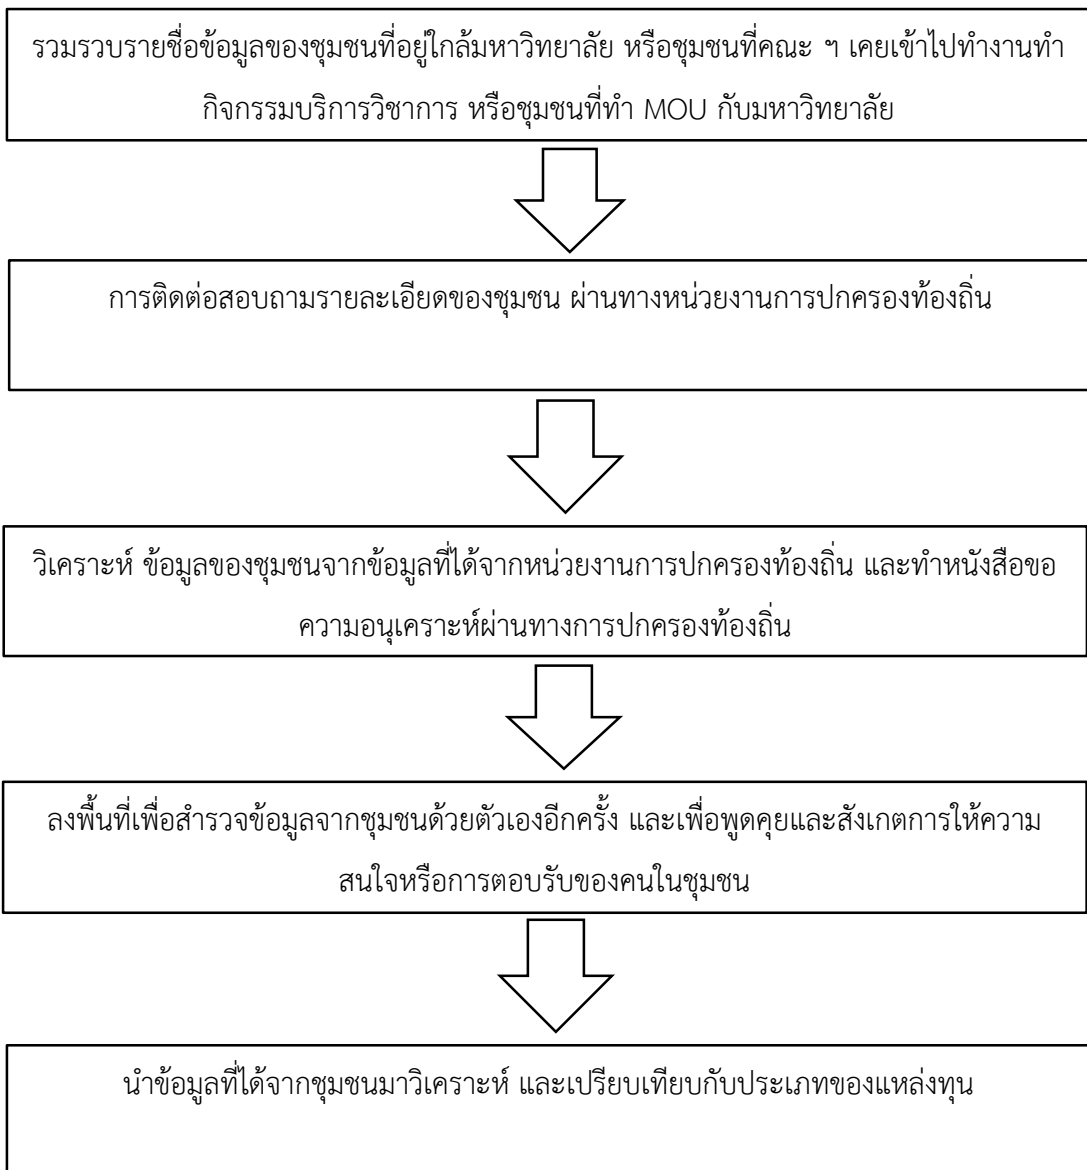 รวมรวบรายชื่อข้อมูลของชุมชนที่อยู่ใกล้มหาวิทยาลัย หรือชุมชนที่คณะ ฯ เคยเข้าไปทำงานทำ
กิจกรรมบริการวิชาการ หรือชุมชนที่ทำ MOU กับมหาวิทยาลัย
การติดต่อสอบถามรายละเอียดของชุมชน ผ่านทางหน่วยงานการปกครองท้องถิ่น
วิเคราะห์ ข้อมูลของชุมชนจากข้อมูลที่ได้จากหน่วยงานการปกครองท้องถิ่น และทำหนังสือขอ
ความอนุเคราะห์ผ่านทางการปกครองท้องถิ่น
ลงพื้นที่เพื่อสำรวจข้อมูลจากชุมชนด้วยตัวเองอีกครั้ง และเพื่อพูดคุยและสังเกตการให้ความ
สนใจหรือการตอบรับของคนในชุมชน
นำข้อมูลที่ได้จากชุมชนมาวิเคราะห์ และเปรียบเทียบกับประเภทของแหล่งทุน